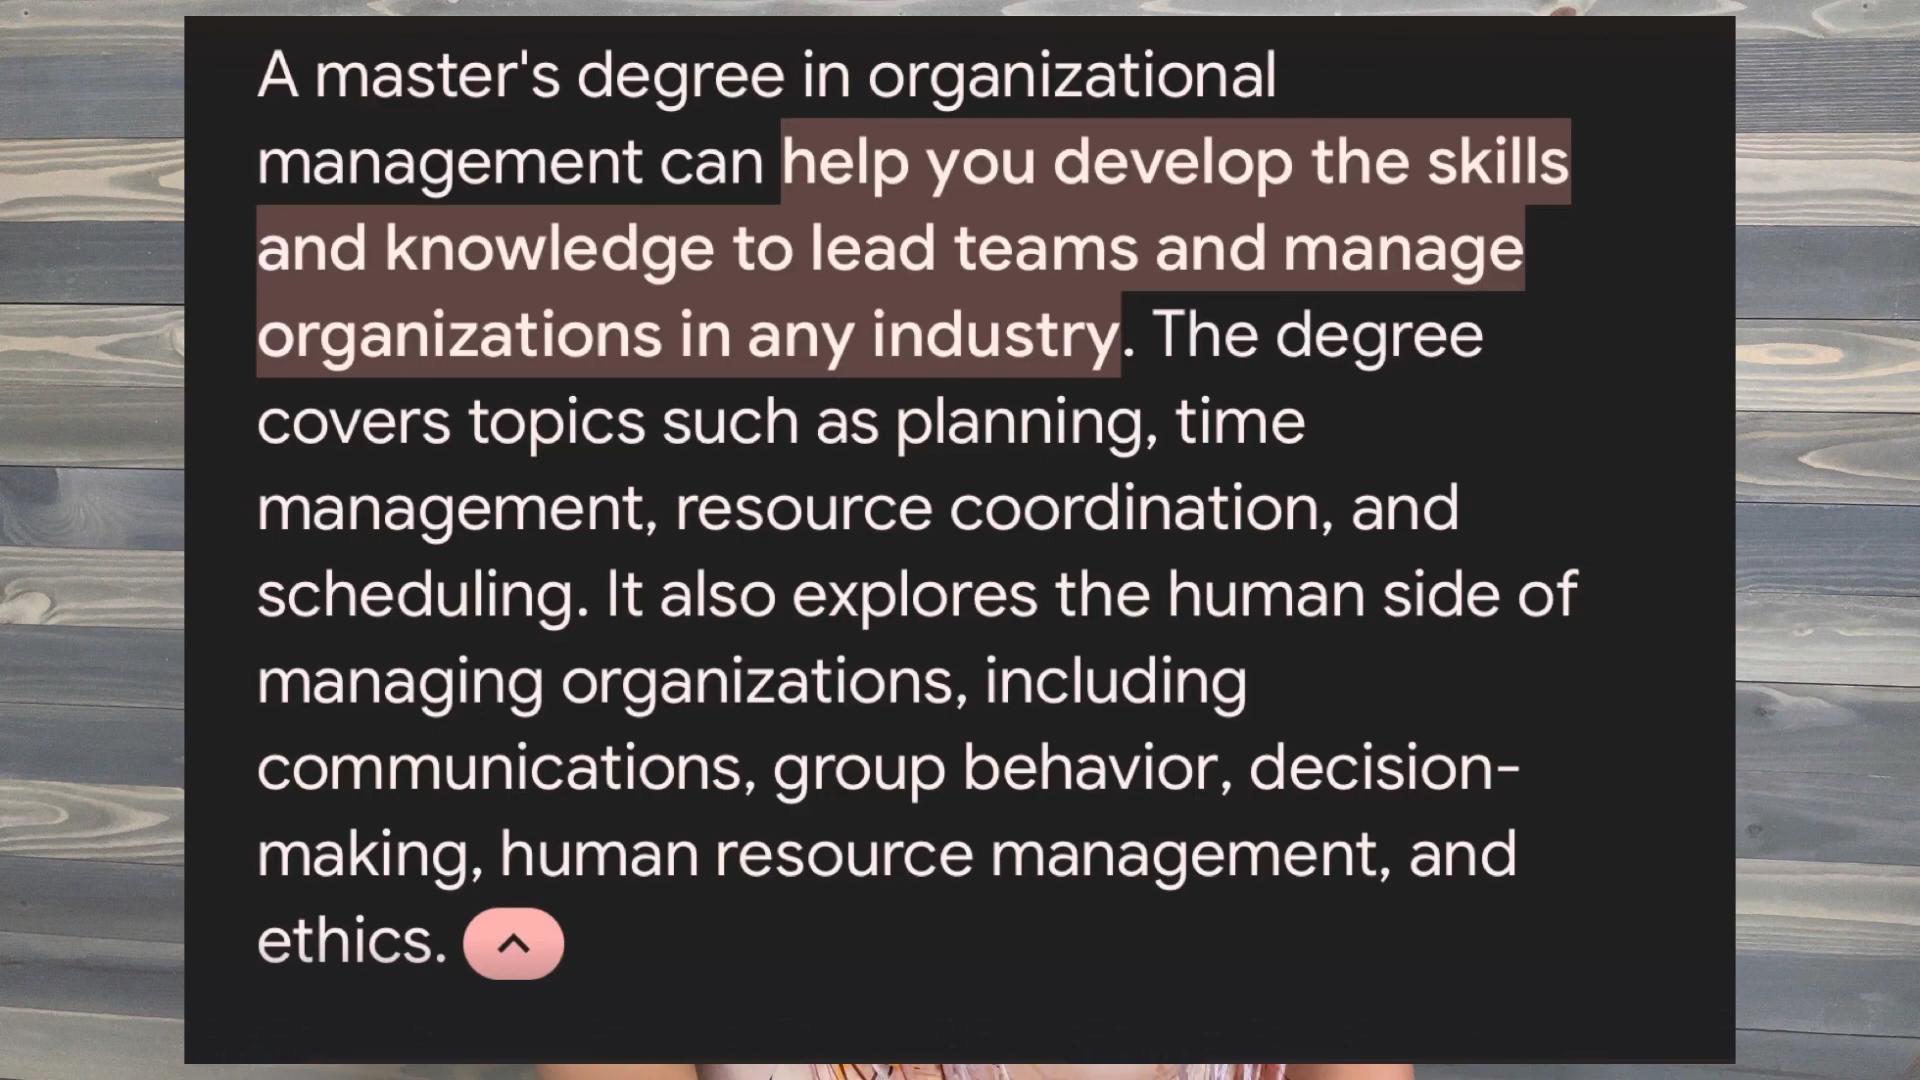 A master's degree in organizational
management can help you develop the skills
and knowledge to lead teams and manage
organizations in any industry. The degree
covers topics such as planning, time
management, resource coordination, and
scheduling. It also explores the human side of
managing organizations, including
communications, group behavior, decision-
making, human resource management, and
ethics.